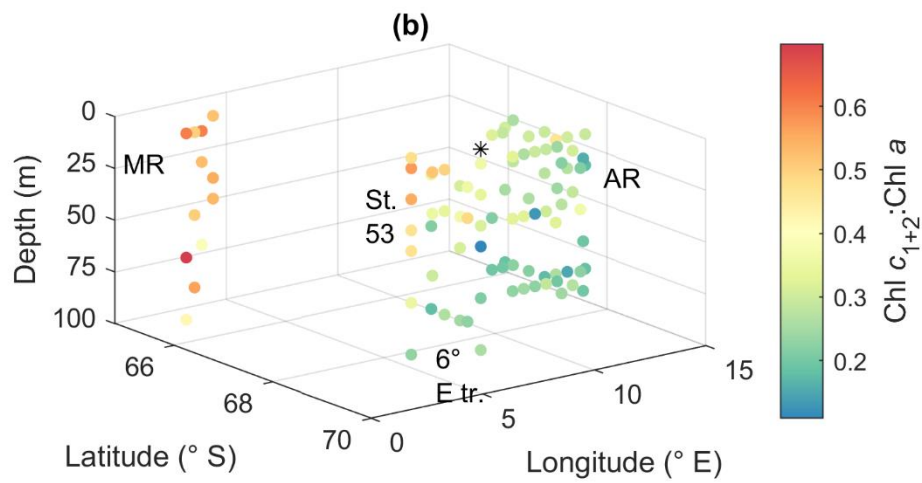 (b)
0
25
50
75
100
Depth (m)
MR
St.
53
AR
6°
E tr.
66
68
70
Latitude (° S)
0
5
10
15
Longitude (° E)
0.6
0.5
0.4
0.3
0.2
Chl c1+2:Chl a